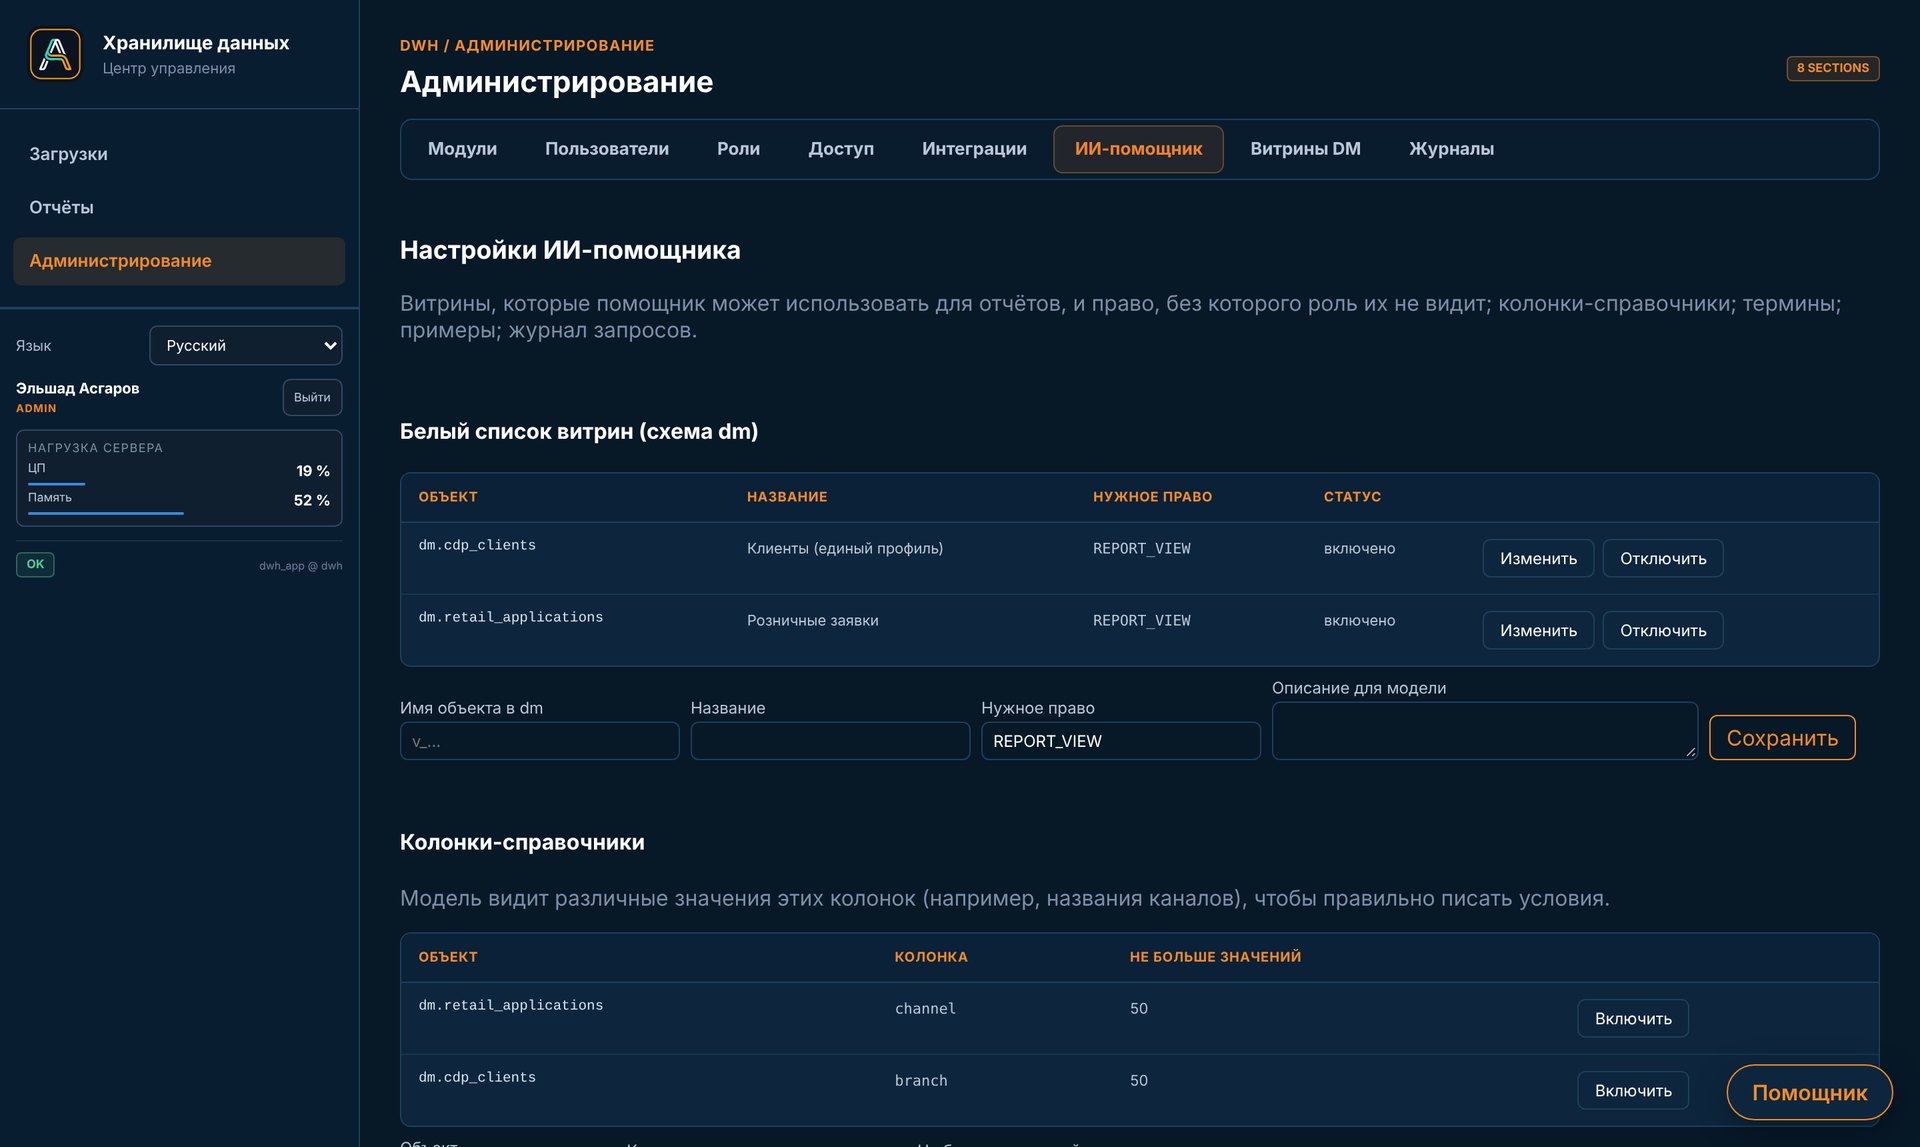 Хранилище данных
Центр управления
Загрузки
Отчёты
Администрирование
Язык
Русский
Эльшад Асгаров
ADMIN
Выйти
НАГРУЗКА СЕРВЕРА
ЦП
19 %
Память
52 %
OK
dwh_app @ dwh
DWH / АДМИНИСТРИРОВАНИЕ
Администрирование
8 SECTIONS
Модули Пользователи Роли Доступ Интеграции ИИ-помощник Витрины DM Журналы
Настройки ИИ-помощника
Витрины, которые помощник может использовать для отчётов, и право, без которого роль их не видит; колонки-справочники; термины;
примеры; журнал запросов.
Белый список витрин (схема dm)
ОБЪЕКТ НАЗВАНИЕ НУЖНОЕ ПРАВО СТАТУС
dm.cdp_clients Клиенты (единый профиль) REPORT_VIEW включено Изменить Отключить
dm.retail_applications Розничные заявки REPORT_VIEW включено Изменить Отключить
Имя объекта в dm Название Нужное право Описание для модели
v_... REPORT_VIEW Сохранить
Колонки-справочники
Модель видит различные значения этих колонок (например, названия каналов), чтобы правильно писать условия.
ОБЪЕКТ КОЛОНКА НЕ БОЛЬШЕ ЗНАЧЕНИЙ
dm.retail_applications channel 50 Включить
dm.cdp_clients branch 50 Включить
Помощник